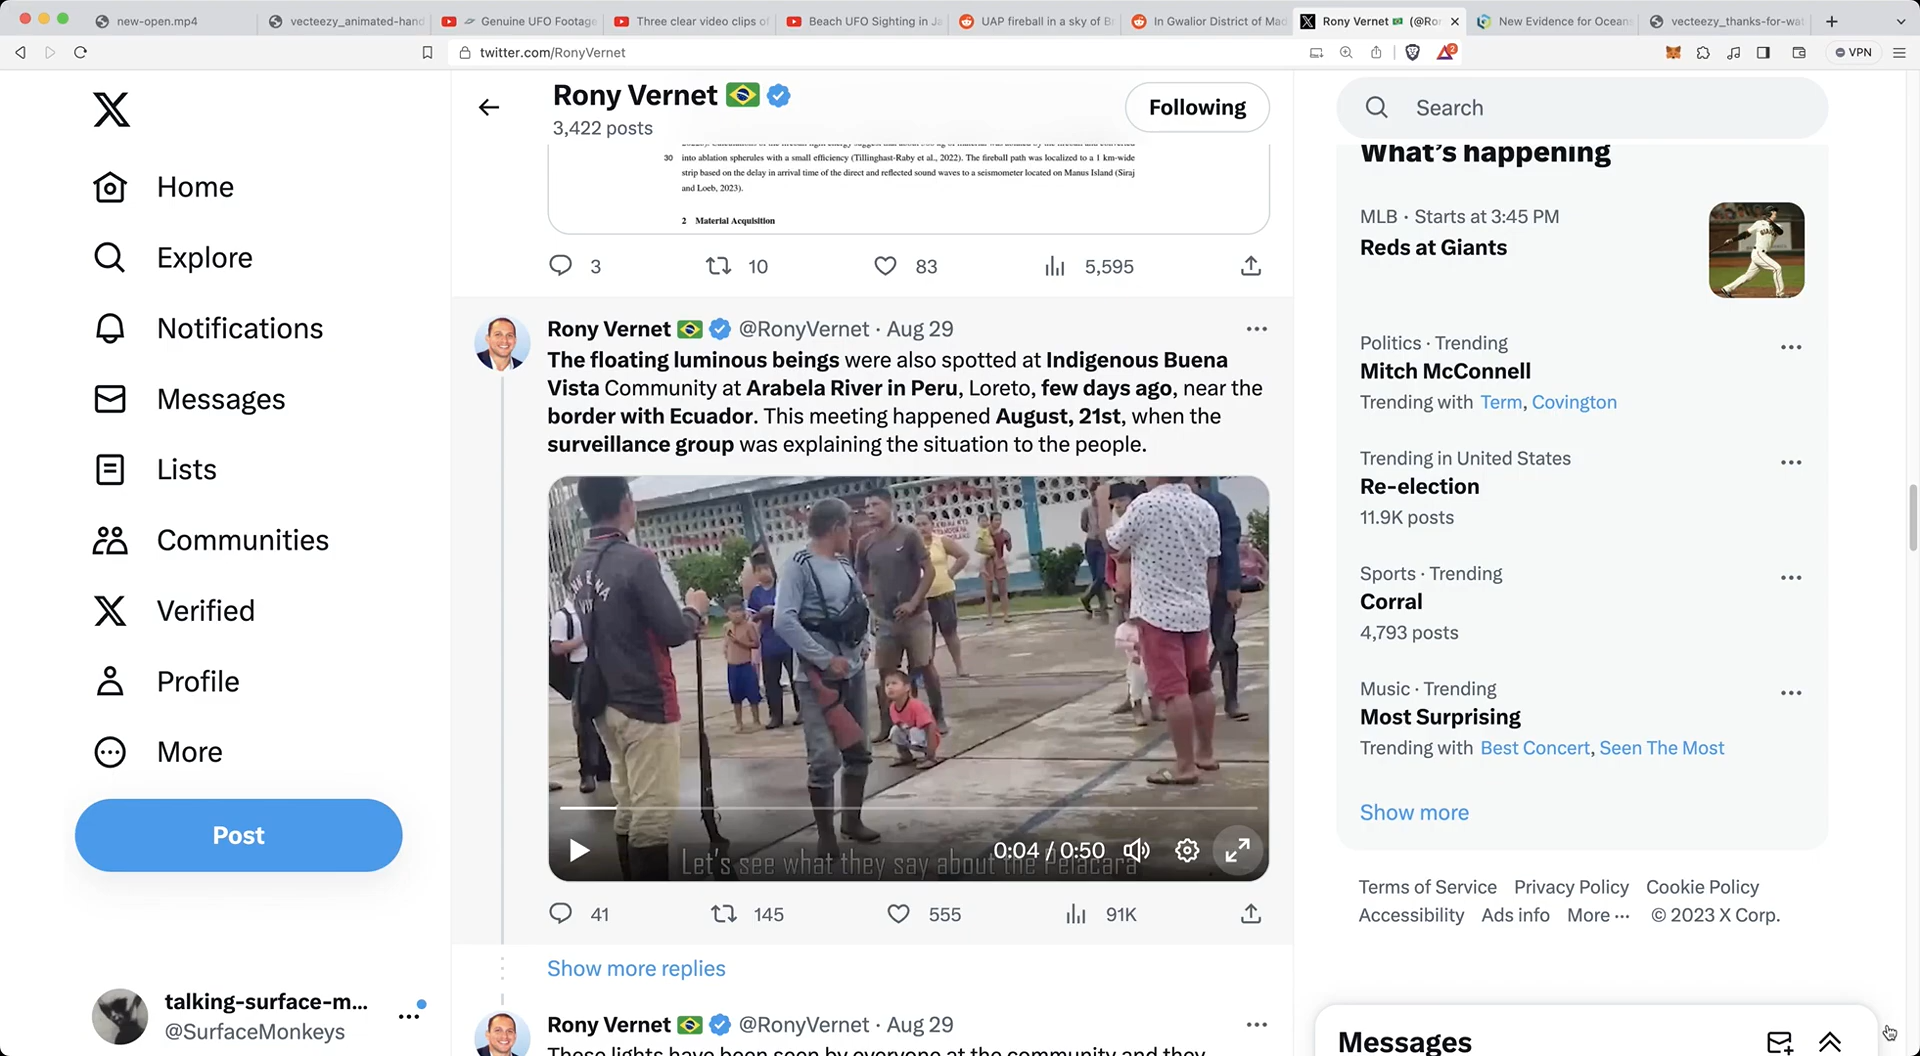 new-open.mp4
vecteezy_animated-hand
Genuine UFO Footage
Three clear video clips of
Beach UFO Sighting in Ja
UAP fireball in a sky of B
In Gwalior District of Mad
Rony Vernet (@Ro
New Evidence for Ocean
vecteezy_thanks-for-wat
twitter.com/RonyVernet
2
VPN
Rony Vernet
3,422 posts
Following
30 into ablation spherules with a small efficiency (Tillinghast-Raby et al., 2022). The fireball path was localized to a 1 km-wide
strip based on the delay in arrival time of the direct and reflected sound waves to a seismometer located on Manus Island (Siraj
and Loeb, 2023).
2 Material Acquisition
3 10 83 5,595
Home
Explore
Notifications
Messages
Lists
Communities
Verified
Profile
More
Post
talking-surface-m...
@SurfaceMonkeys
Rony Vernet @RonyVernet · Aug 29
The floating luminous beings were also spotted at Indigenous Buena
Vista Community at Arabela River in Peru, Loreto, few days ago, near the
border with Ecuador. This meeting happened August, 21st, when the
surveillance group was explaining the situation to the people.
0:04 / 0:50
Let's see what they say about the Pelacara
41 145 555 91K
Show more replies
Rony Vernet @RonyVernet · Aug 29
These lights have been seen by everyone at the community and they
Search
What's happening
MLB · Starts at 3:45 PM
Reds at Giants
Politics · Trending
Mitch McConnell
Trending with Term, Covington
Trending in United States
Re-election
11.9K posts
Sports · Trending
Corral
4,793 posts
Music · Trending
Most Surprising
Trending with Best Concert, Seen The Most
Show more
Terms of Service Privacy Policy Cookie Policy
Accessibility Ads info More ··· © 2023 X Corp.
Messages